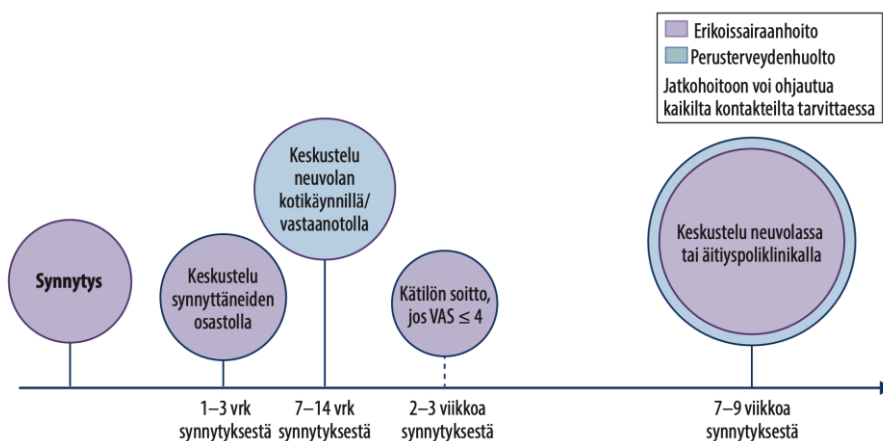 Erikoissairaanhoito
Perusterveydenhuolto
Jatkohoitoon voi ohjautua
kaikilta kontakteilta tarvittaessa
Synnytys
Keskustelu
synnyttäneiden
osastolla
Keskustelu
neuvolan
kotikäynnillä/
vastaanotolla
Kätilön soitto,
jos VAS ≤ 4
Keskustelu neuvolassa
tai äitiyspoliklinikalla
1–3 vrk
synnytyksestä
7–14 vrk
synnytyksestä
2–3 viikkoa
synnytyksestä
7–9 viikkoa
synnytyksestä